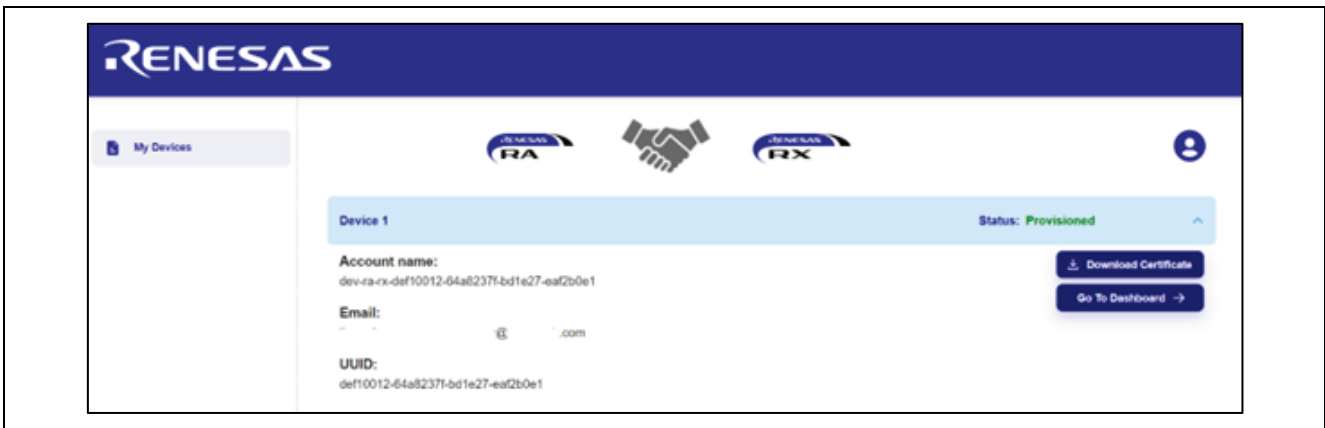 RENESAS
My Devices
RENESAS
RA
RENESAS
RX
Device 1
Status: Provisioned
Account name:
dev-ra-rx-def10012-64a8237f-bd1e27-eaf2b0e1
Email:
@ .com
UUID:
def10012-64a8237f-bd1e27-eaf2b0e1
Download Certificate
Go To Dashboard →